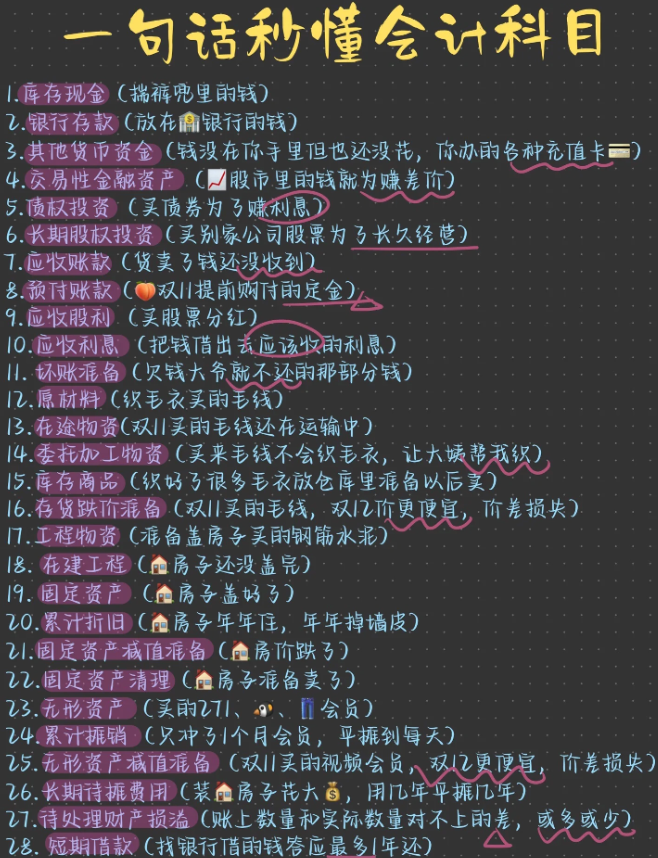 一句话秒懂会计科目
1.库存现金（揣裤兜里的钱）
2.银行存款（放在🏦银行的钱）
3.其他货币资金（钱没在你手里但也还没花，你办的各种充值卡💳）
4.交易性金融资产（📈股市里的钱就为赚差价）
5.债权投资（买债券为了赚利息）
6.长期股权投资（买别家公司股票为了长久经营）
7.应收账款（货卖了钱还没收到）
8.预付账款（🍑双11提前购付的定金）
9.应收股利（买股票分红）
10.应收利息（把钱借出去应该收的利息）
11.坏账准备（欠钱大爷就不还的那部分钱）
12.原材料（织毛衣买的毛线）
13.在途物资(双11买的毛线还在运输中）
14.委托加工物资（买来毛线不会织毛衣，让大姨帮我织）
15.库存商品（织好了很多毛衣放仓库里准备以后卖）
16.存货跌价准备（双11买的毛线，双12价更便宜，价差损失）
17.工程物资（准备盖房子买的钢筋水泥）
18.在建工程（🏠房子还没盖完）
19.固定资产（🏠房子盖好了）
20.累计折旧（🏠房子年年住，年年掉墙皮）
21.固定资产减值准备（🏠房价跌了）
22.固定资产清理（🏠房子准备卖了）
23.无形资产（买的271、🐧、👖会员）
24.累计摊销（只冲了1个月会员，平摊到每天）
25.无形资产减值准备（双11买的视频会员，双12更便宜，价差损失）
26.长期待摊费用（装🏠房子花大💰，用几年平摊几年）
27.待处理财产损溢(账上数量和实际数量对不上的差，或多或少）
28.短期借款（找银行借的钱答应最多1年还）